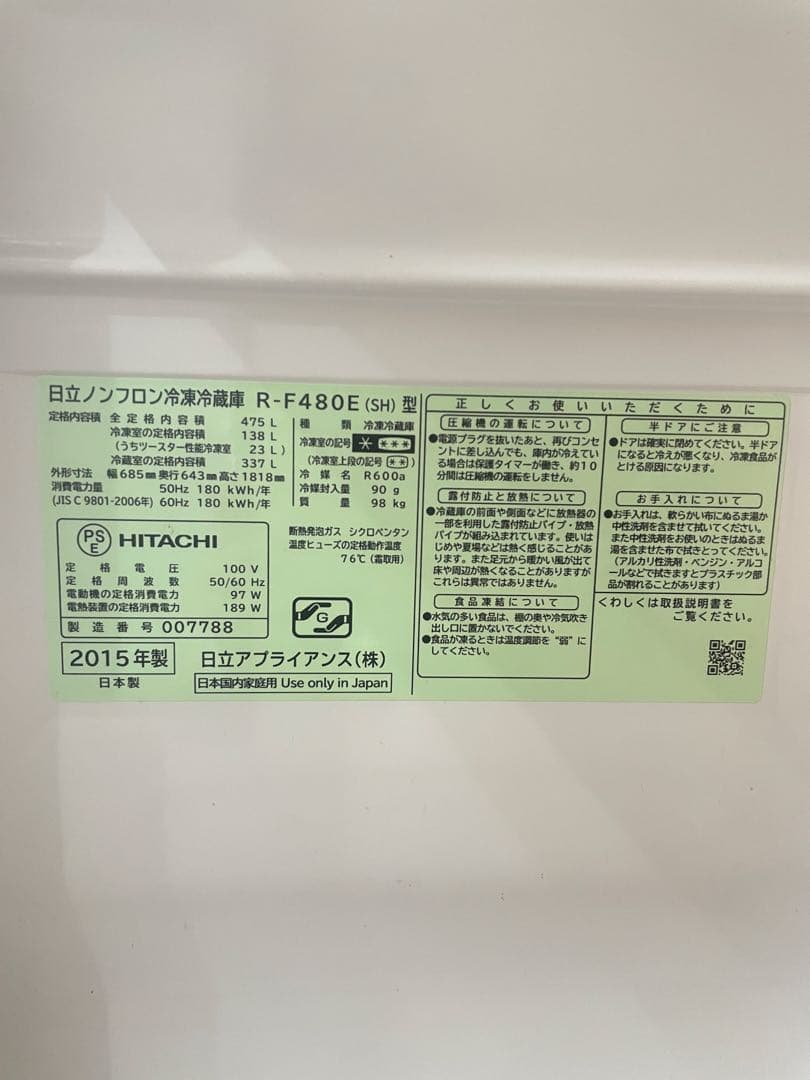 日立ノンフロン冷凍冷蔵庫 R-F480E (SH) 型
定格内容積 全定格内容積 475 L
冷凍室の定格内容積 138 L
(うちツースター性能冷凍室 23 L)
冷蔵室の定格内容積 337 L
外形寸法 幅685mm 奥行643mm 高さ1818mm
消費電力量 50Hz 180 kWh/年
(JIS C 9801-2006年) 60Hz 180 kWh/年
種類 冷凍冷蔵庫
冷凍室の記号 * ***
(冷凍室上段の記号 **)
冷媒名 R600a
冷媒封入量 90 g
質量 98 kg
PSE HITACHI
定格電圧 100 V
定格周波数 50/60 Hz
電動機の定格消費電力 97 W
電熱装置の定格消費電力 189 W
製造番号 007788
断熱発泡ガス シクロペンタン
温度ヒューズの定格動作温度
76℃ (霜取用)
G
2015年製
日本製
日立アプライアンス(株)
日本国内家庭用 Use only in Japan
正しくお使いいただくために
圧縮機の運転について
●電源プラグを抜いたあと、再びコンセ
ントに差し込んでも、庫内が冷えてい
る場合は保護タイマーが働き、約10
分間は圧縮機の運転をしません。
露付防止と放熱について
●冷蔵庫の前面や側面などに放熱器の
一部を利用した露付防止パイプ・放熱
パイプが組み込まれています。使いは
じめや夏場などは熱く感じることがあ
ります。また足元から暖かい風が出て
床や周辺が熱くなることがありますが
これらは異常ではありません。
食品凍結について
●水気の多い食品は、棚の奥や冷気吹き
出し口に置かないでください。
●食品が凍るときは温度調節を“弱”に
してください。
半ドアにご注意
●ドアは確実に閉めてください。半ドア
になると冷えが悪くなり、冷凍食品が
とける原因になります。
お手入れについて
●お手入れは、軟らかい布にぬるま湯か
中性洗剤を含ませて拭いてください。
また中性洗剤をお使いのときはぬるま
湯を含ませた布で拭きとってください。
(アルカリ性洗剤・ベンジン・アルコ
ールなどで拭きますとプラスチック部
品が割れることがあります)
くわしくは取扱説明書を
ご覧ください。